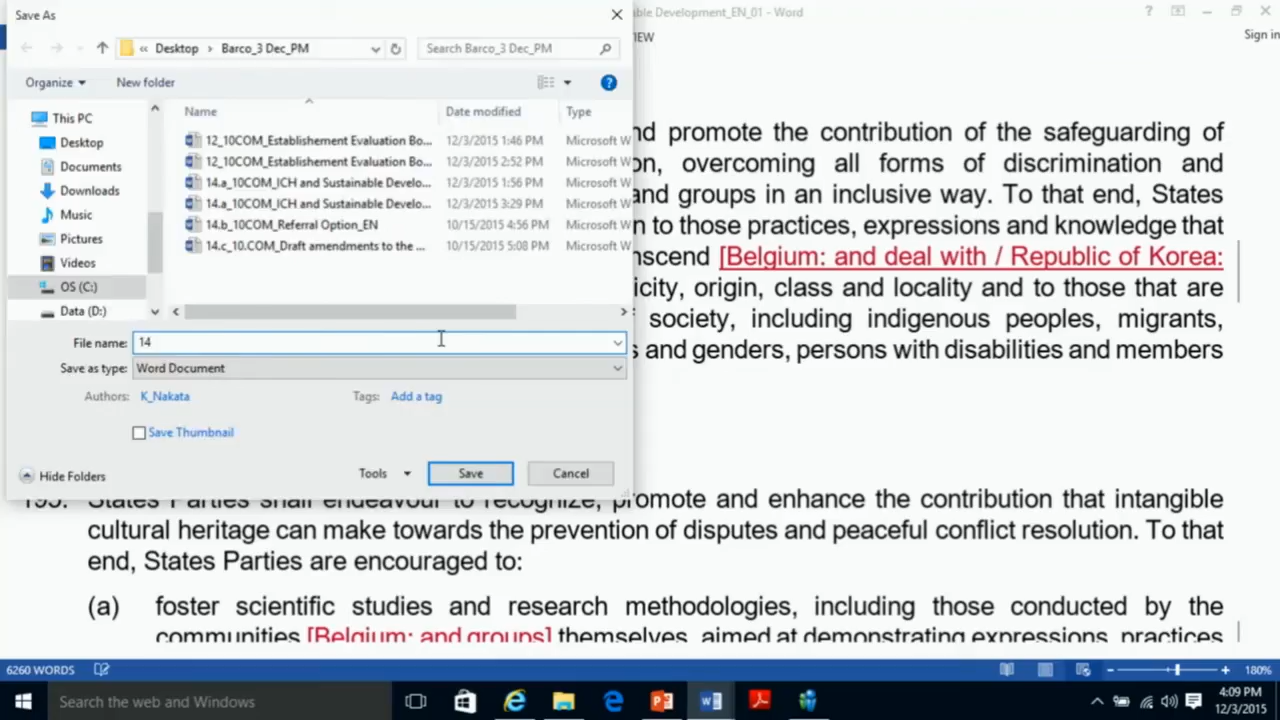 Save As
ble Development_EN_01 - Word
?
IEW
Sign in
«
Desktop
Barco_3 Dec_PM
Search Barco_3 Dec_PM
Organize
New folder
?
This PC
Desktop
Documents
Downloads
Music
Pictures
Videos
OS (C:)
Data (D:)
Name
Date modified
Type
12_10COM_Establishement Evaluation Bo... 12/3/2015 1:46 PM Microsoft W
12_10COM_Establishement Evaluation Bo... 12/3/2015 2:52 PM Microsoft W
14.a_10COM_ICH and Sustainable Develo... 12/3/2015 1:56 PM Microsoft W
14.a_10COM_ICH and Sustainable Develo... 12/3/2015 3:29 PM Microsoft W
14.b_10COM_Referral Option_EN 10/15/2015 4:56 PM Microsoft W
14.c_10.COM_Draft amendments to the ... 10/15/2015 5:08 PM Microsoft W
File name: 14
Save as type: Word Document
Authors: K_Nakata
Tags: Add a tag
Save Thumbnail
Hide Folders
Tools
Save
Cancel
nd promote the contribution of the safeguarding of
on, overcoming all forms of discrimination and
and groups in an inclusive way. To that end, States
n to those practices, expressions and knowledge that
nscend [Belgium: and deal with / Republic of Korea:
icity, origin, class and locality and to those that are
society, including indigenous peoples, migrants,
s and genders, persons with disabilities and members
195. States Parties shall endeavour to recognize, promote and enhance the contribution that intangible
cultural heritage can make towards the prevention of disputes and peaceful conflict resolution. To that
end, States Parties are encouraged to:
(a) foster scientific studies and research methodologies, including those conducted by the
communities [Belgium: and groups] themselves, aimed at demonstrating expressions, practices
6260 WORDS
180%
Search the web and Windows
4:09 PM
12/3/2015